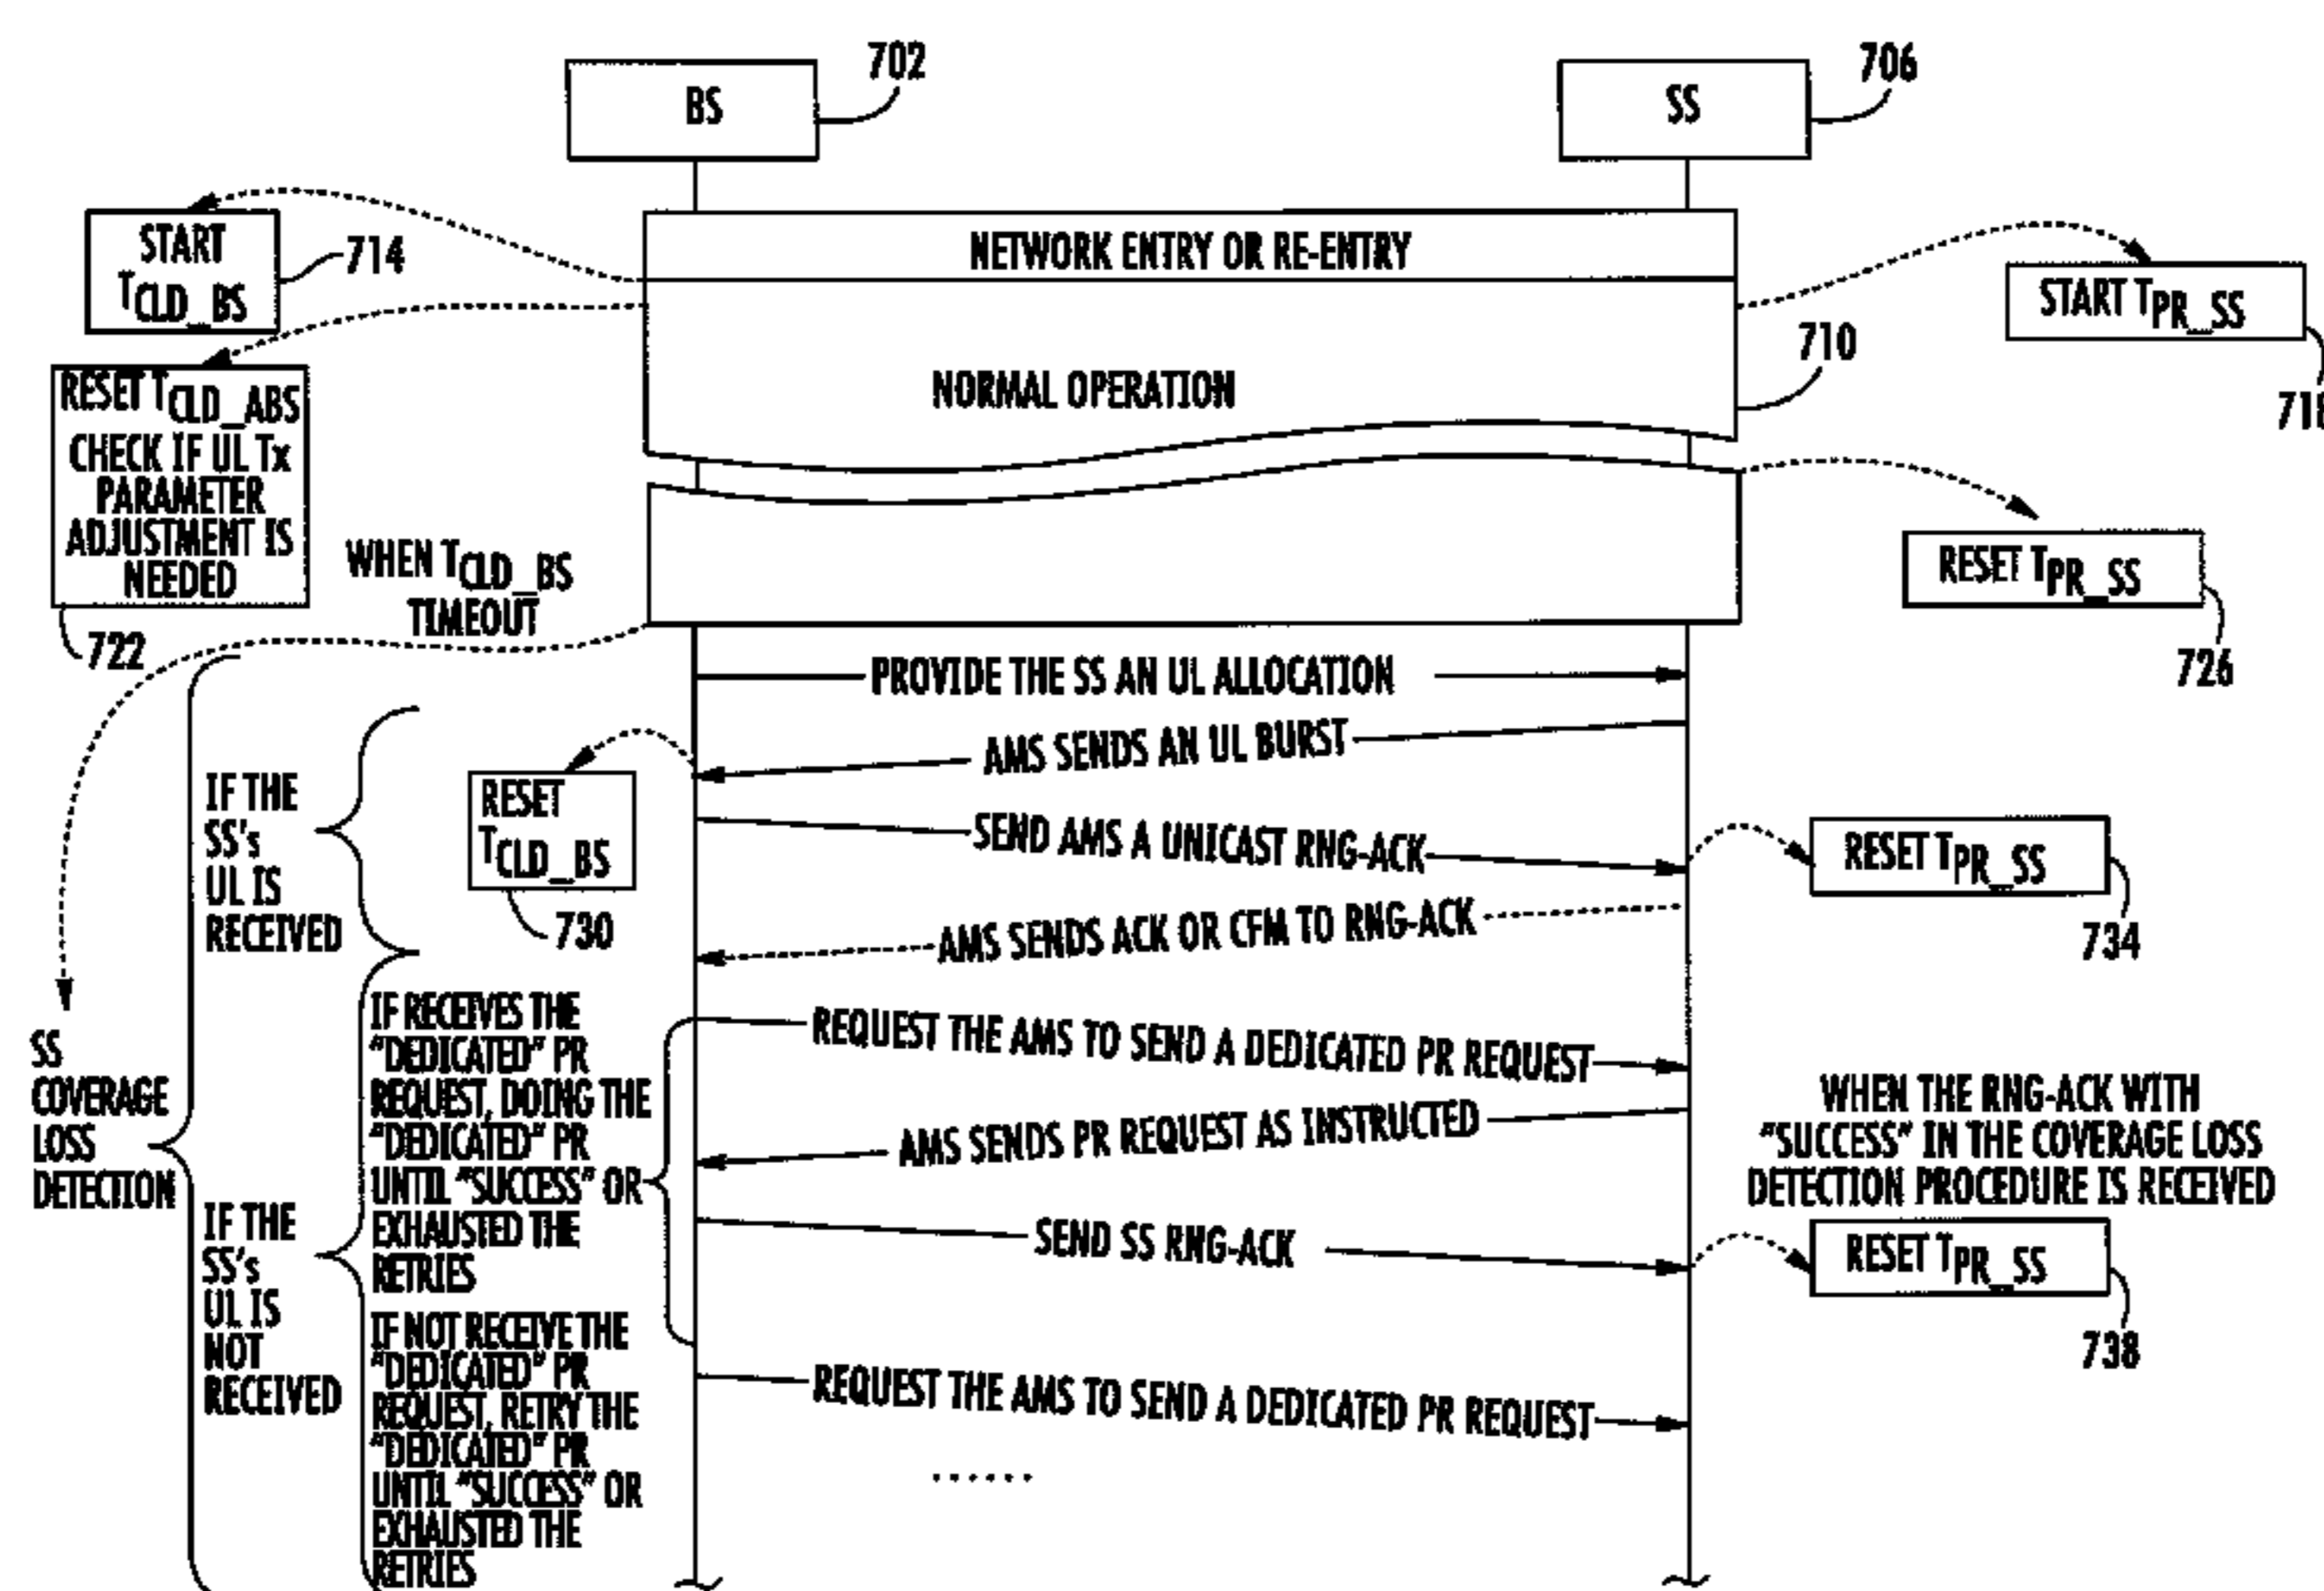 BS
702
SS
706
START
TCLD_BS
714
NETWORK ENTRY OR RE-ENTRY
START TPR_SS
718
RESET TCLD_ABS
CHECK IF UL Tx
PARAMETER
ADJUSTMENT IS
NEEDED
722
NORMAL OPERATION
710
WHEN TCLD_BS
TIMEOUT
RESET TPR_SS
726
PROVIDE THE SS AN UL ALLOCATION
AMS SENDS AN UL BURST
IF THE
SS's
UL IS
RECEIVED
RESET
TCLD_BS
730
SEND AMS A UNICAST RNG-ACK
RESET TPR_SS
734
AMS SENDS ACK OR CFM TO RNG-ACK
SS
COVERAGE
LOSS
DETECTION
IF THE
SS's
UL IS
NOT
RECEIVED
IF RECEIVES THE
"DEDICATED" PR
REQUEST, DOING THE
"DEDICATED" PR
UNTIL "SUCCESS" OR
EXHAUSTED THE
RETRIES
REQUEST THE AMS TO SEND A DEDICATED PR REQUEST
AMS SENDS PR REQUEST AS INSTRUCTED
WHEN THE RNG-ACK WITH
"SUCCESS" IN THE COVERAGE LOSS
DETECTION PROCEDURE IS RECEIVED
SEND SS RNG-ACK
RESET TPR_SS
738
IF NOT RECEIVE THE
"DEDICATED" PR
REQUEST, RETRY THE
"DEDICATED" PR
UNTIL "SUCCESS" OR
EXHAUSTED THE
RETRIES
REQUEST THE AMS TO SEND A DEDICATED PR REQUEST
......